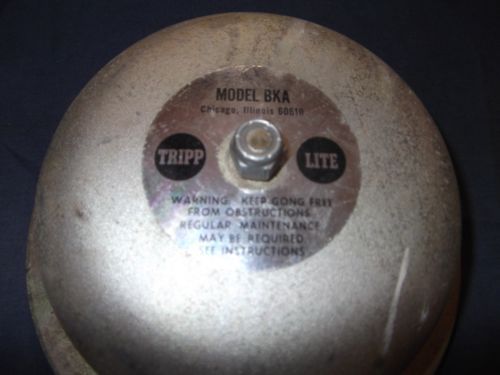 MODEL BKA
Chicago, Illinois 60610
TRIPP LITE
WARNING: KEEP GONG FREE
FROM OBSTRUCTIONS.
REGULAR MAINTENANCE
MAY BE REQUIRED.
SEE INSTRUCTIONS